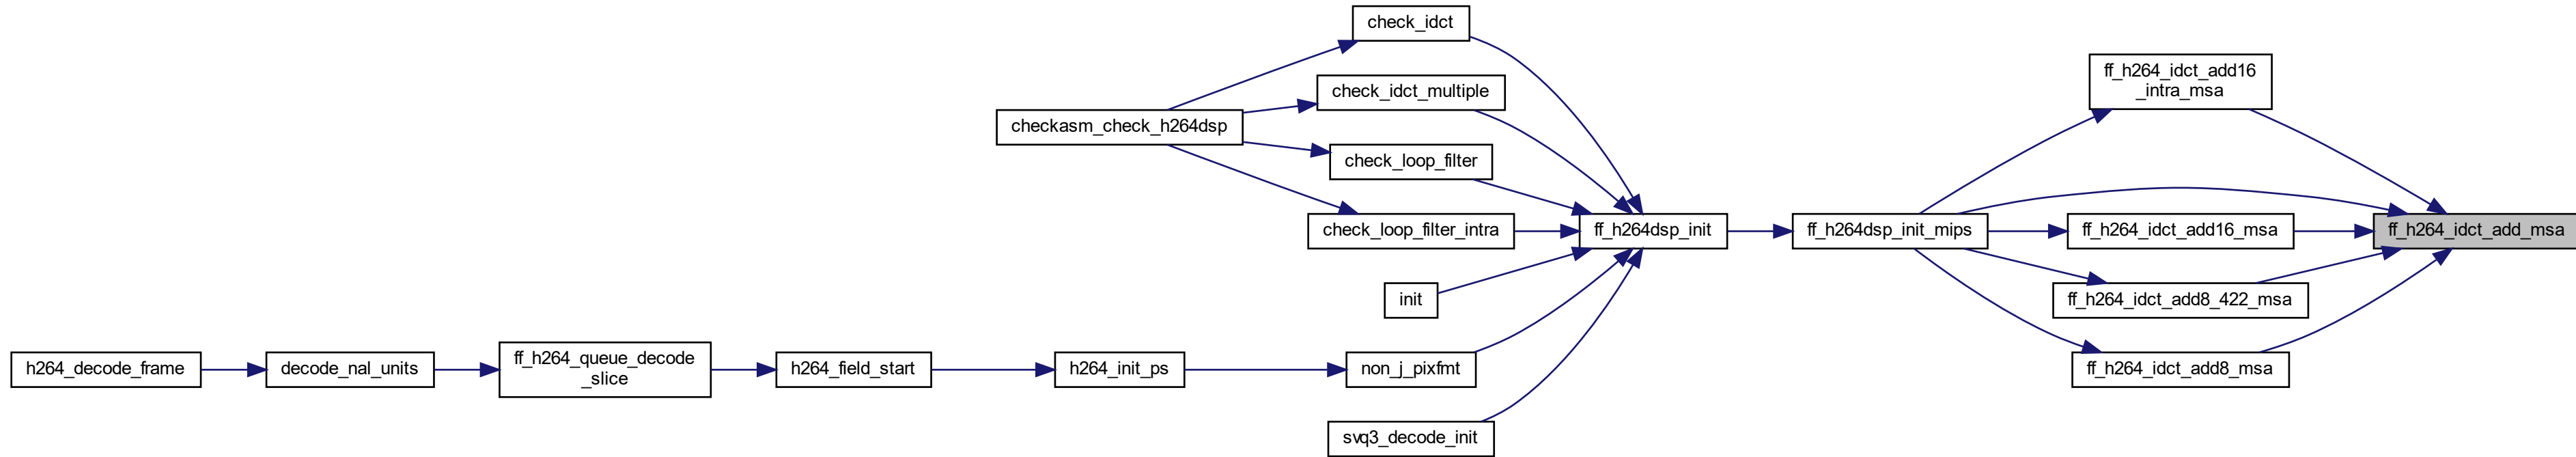 check_idct
ff_h264_idct_add16
_intra_msa
check_idct_multiple
checkasm_check_h264dsp
check_loop_filter
check_loop_filter_intra
ff_h264dsp_init
ff_h264dsp_init_mips
ff_h264_idct_add16_msa
ff_h264_idct_add_msa
init
ff_h264_idct_add8_422_msa
h264_decode_frame
decode_nal_units
ff_h264_queue_decode
_slice
h264_field_start
h264_init_ps
non_j_pixfmt
ff_h264_idct_add8_msa
svq3_decode_init